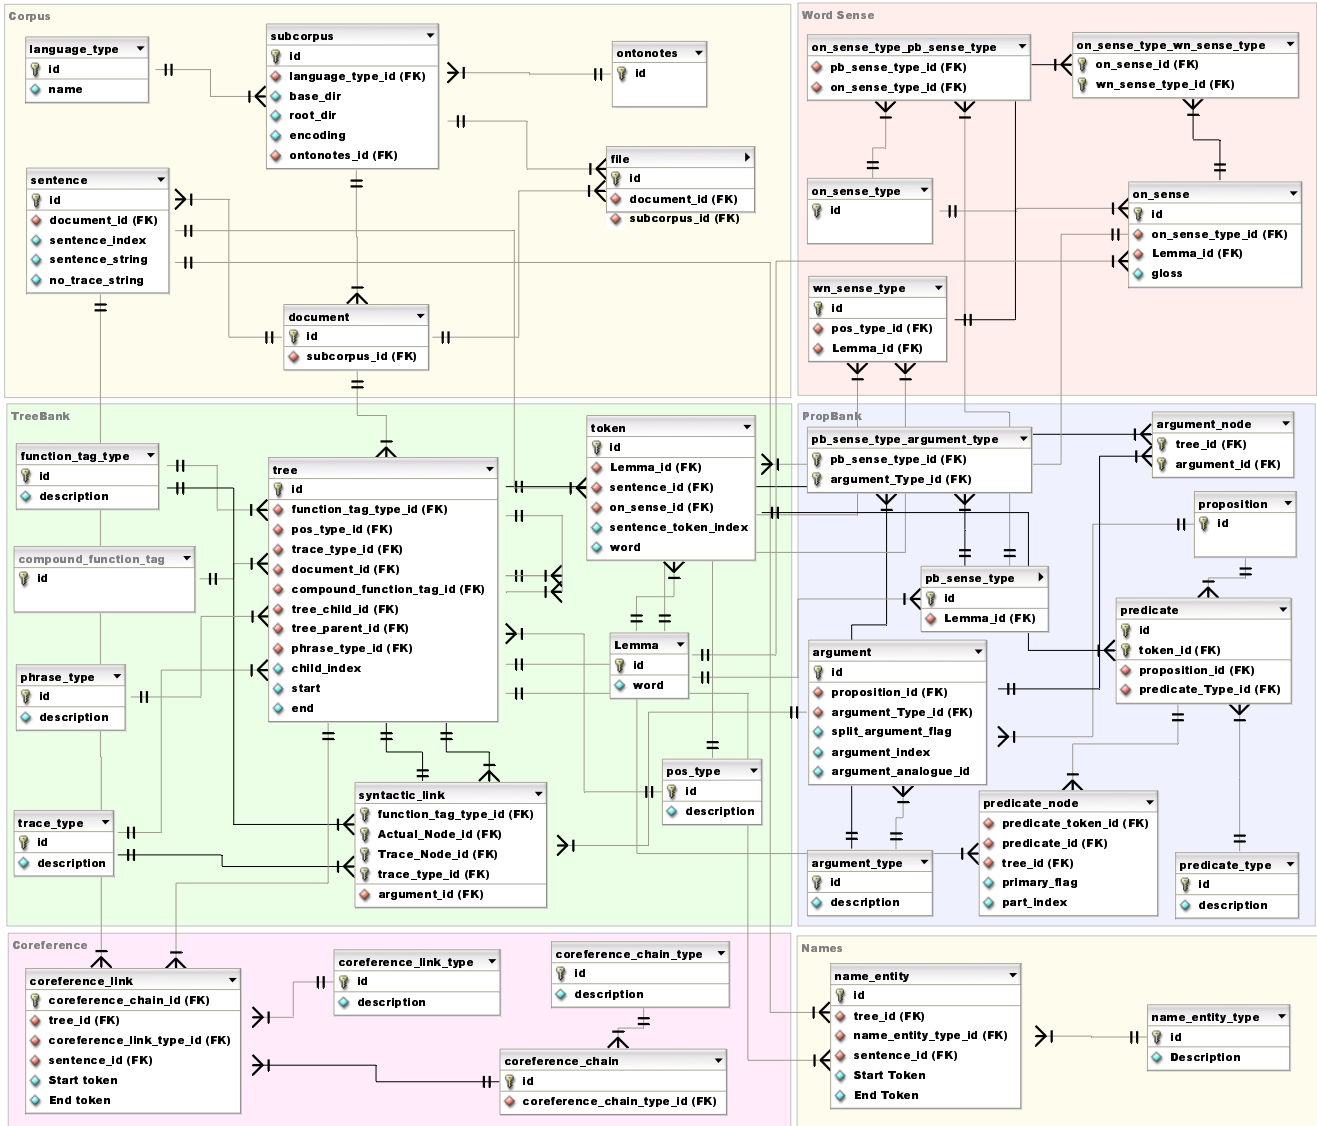 Corpus
language_type
id
name
subcorpus
id
language_type_id (FK)
base_dir
root_dir
encoding
ontonotes_id (FK)
ontonotes
id
file
id
document_id (FK)
subcorpus_id (FK)
sentence
id
document_id (FK)
sentence_index
sentence_string
no_trace_string
document
id
subcorpus_id (FK)
Word Sense
on_sense_type_pb_sense_type
pb_sense_type_id (FK)
on_sense_type_id (FK)
on_sense_type_wn_sense_type
on_sense_id (FK)
wn_sense_type_id (FK)
on_sense_type
id
on_sense
id
on_sense_type_id (FK)
Lemma_id (FK)
gloss
wn_sense_type
id
pos_type_id (FK)
Lemma_id (FK)
TreeBank
function_tag_type
id
description
compound_function_tag
id
phrase_type
id
description
trace_type
id
description
tree
id
function_tag_type_id (FK)
pos_type_id (FK)
trace_type_id (FK)
document_id (FK)
compound_function_tag_id (FK)
tree_child_id (FK)
tree_parent_id (FK)
phrase_type_id (FK)
child_index
start
end
token
id
Lemma_id (FK)
sentence_id (FK)
on_sense_id (FK)
sentence_token_index
word
Lemma
id
word
pos_type
id
description
syntactic_link
function_tag_type_id (FK)
Actual_Node_id (FK)
Trace_Node_id (FK)
trace_type_id (FK)
argument_id (FK)
PropBank
pb_sense_type_argument_type
pb_sense_type_id (FK)
argument_Type_id (FK)
argument_node
tree_id (FK)
argument_id (FK)
proposition
id
pb_sense_type
id
Lemma_id (FK)
predicate
id
token_id (FK)
proposition_id (FK)
predicate_Type_id (FK)
argument
id
proposition_id (FK)
argument_Type_id (FK)
split_argument_flag
argument_index
argument_analogue_id
predicate_node
predicate_token_id (FK)
predicate_id (FK)
tree_id (FK)
primary_flag
part_index
argument_type
id
description
predicate_type
id
description
Coreference
coreference_link
coreference_chain_id (FK)
tree_id (FK)
coreference_link_type_id (FK)
sentence_id (FK)
Start token
End token
coreference_link_type
id
description
coreference_chain_type
id
description
coreference_chain
id
coreference_chain_type_id (FK)
Names
name_entity
id
tree_id (FK)
name_entity_type_id (FK)
sentence_id (FK)
Start Token
End Token
name_entity_type
id
Description